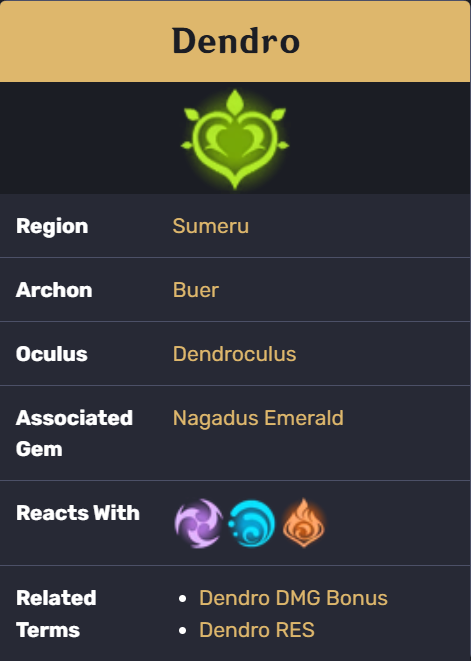 Dendro
Region
Sumeru
Archon
Buer
Oculus
Dendroculus
Associated
Gem
Nagadus Emerald
Reacts With
Related
Terms
• Dendro DMG Bonus
• Dendro RES